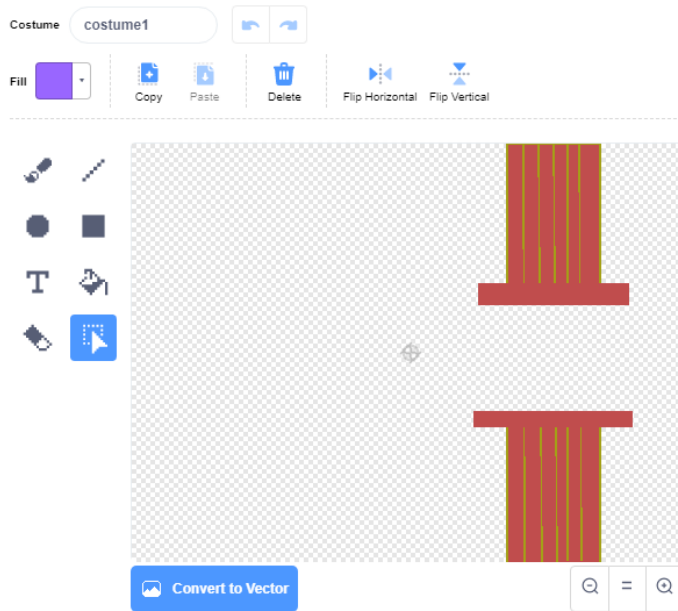 Costume
costume1
Fill
Copy
Paste
Delete
Flip Horizontal
Flip Vertical
T
Convert to Vector